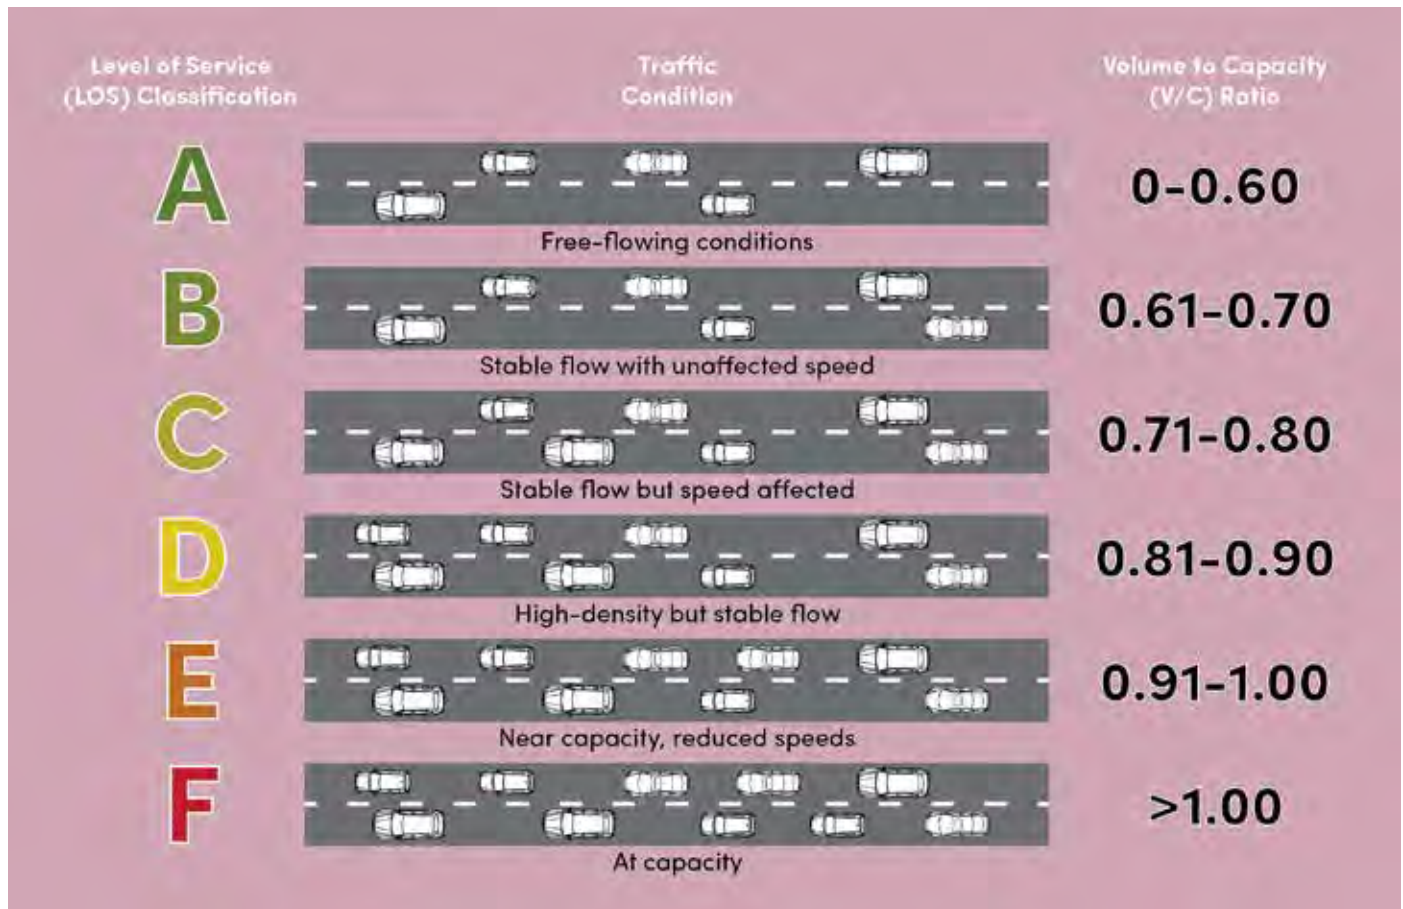 Level of Service
(LOS) Classification
Traffic
Condition
Volume to Capacity
(V/C) Ratio
A
0-0.60
Free-flowing conditions
B
0.61-0.70
Stable flow with unaffected speed
C
0.71-0.80
Stable flow but speed affected
D
0.81-0.90
High-density but stable flow
E
0.91-1.00
Near capacity, reduced speeds
F
>1.00
At capacity